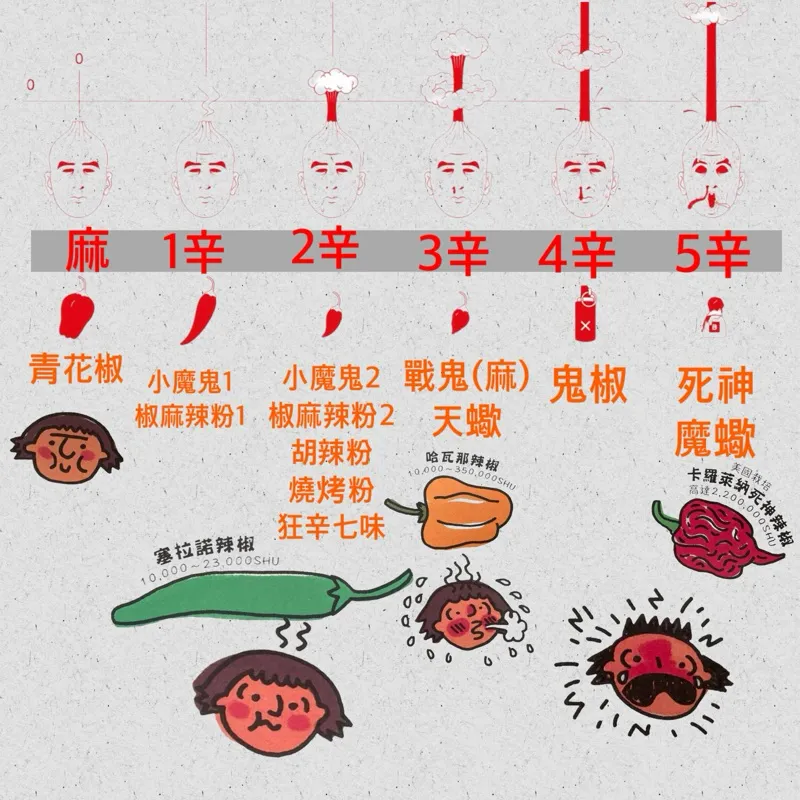 0
0
麻 1辛 2辛 3辛 4辛 5辛
青花椒
小魔鬼1
椒麻辣粉1
小魔鬼2
椒麻辣粉2
胡辣粉
燒烤粉
狂辛七味
戰鬼(麻)
天蠍
鬼椒
死神
魔蠍
哈瓦那辣椒
10,000~350,000SHU
美國栽培
卡羅萊納死神辣椒
高達2,200,000SHU
塞拉諾辣椒
10,000~23,000SHU